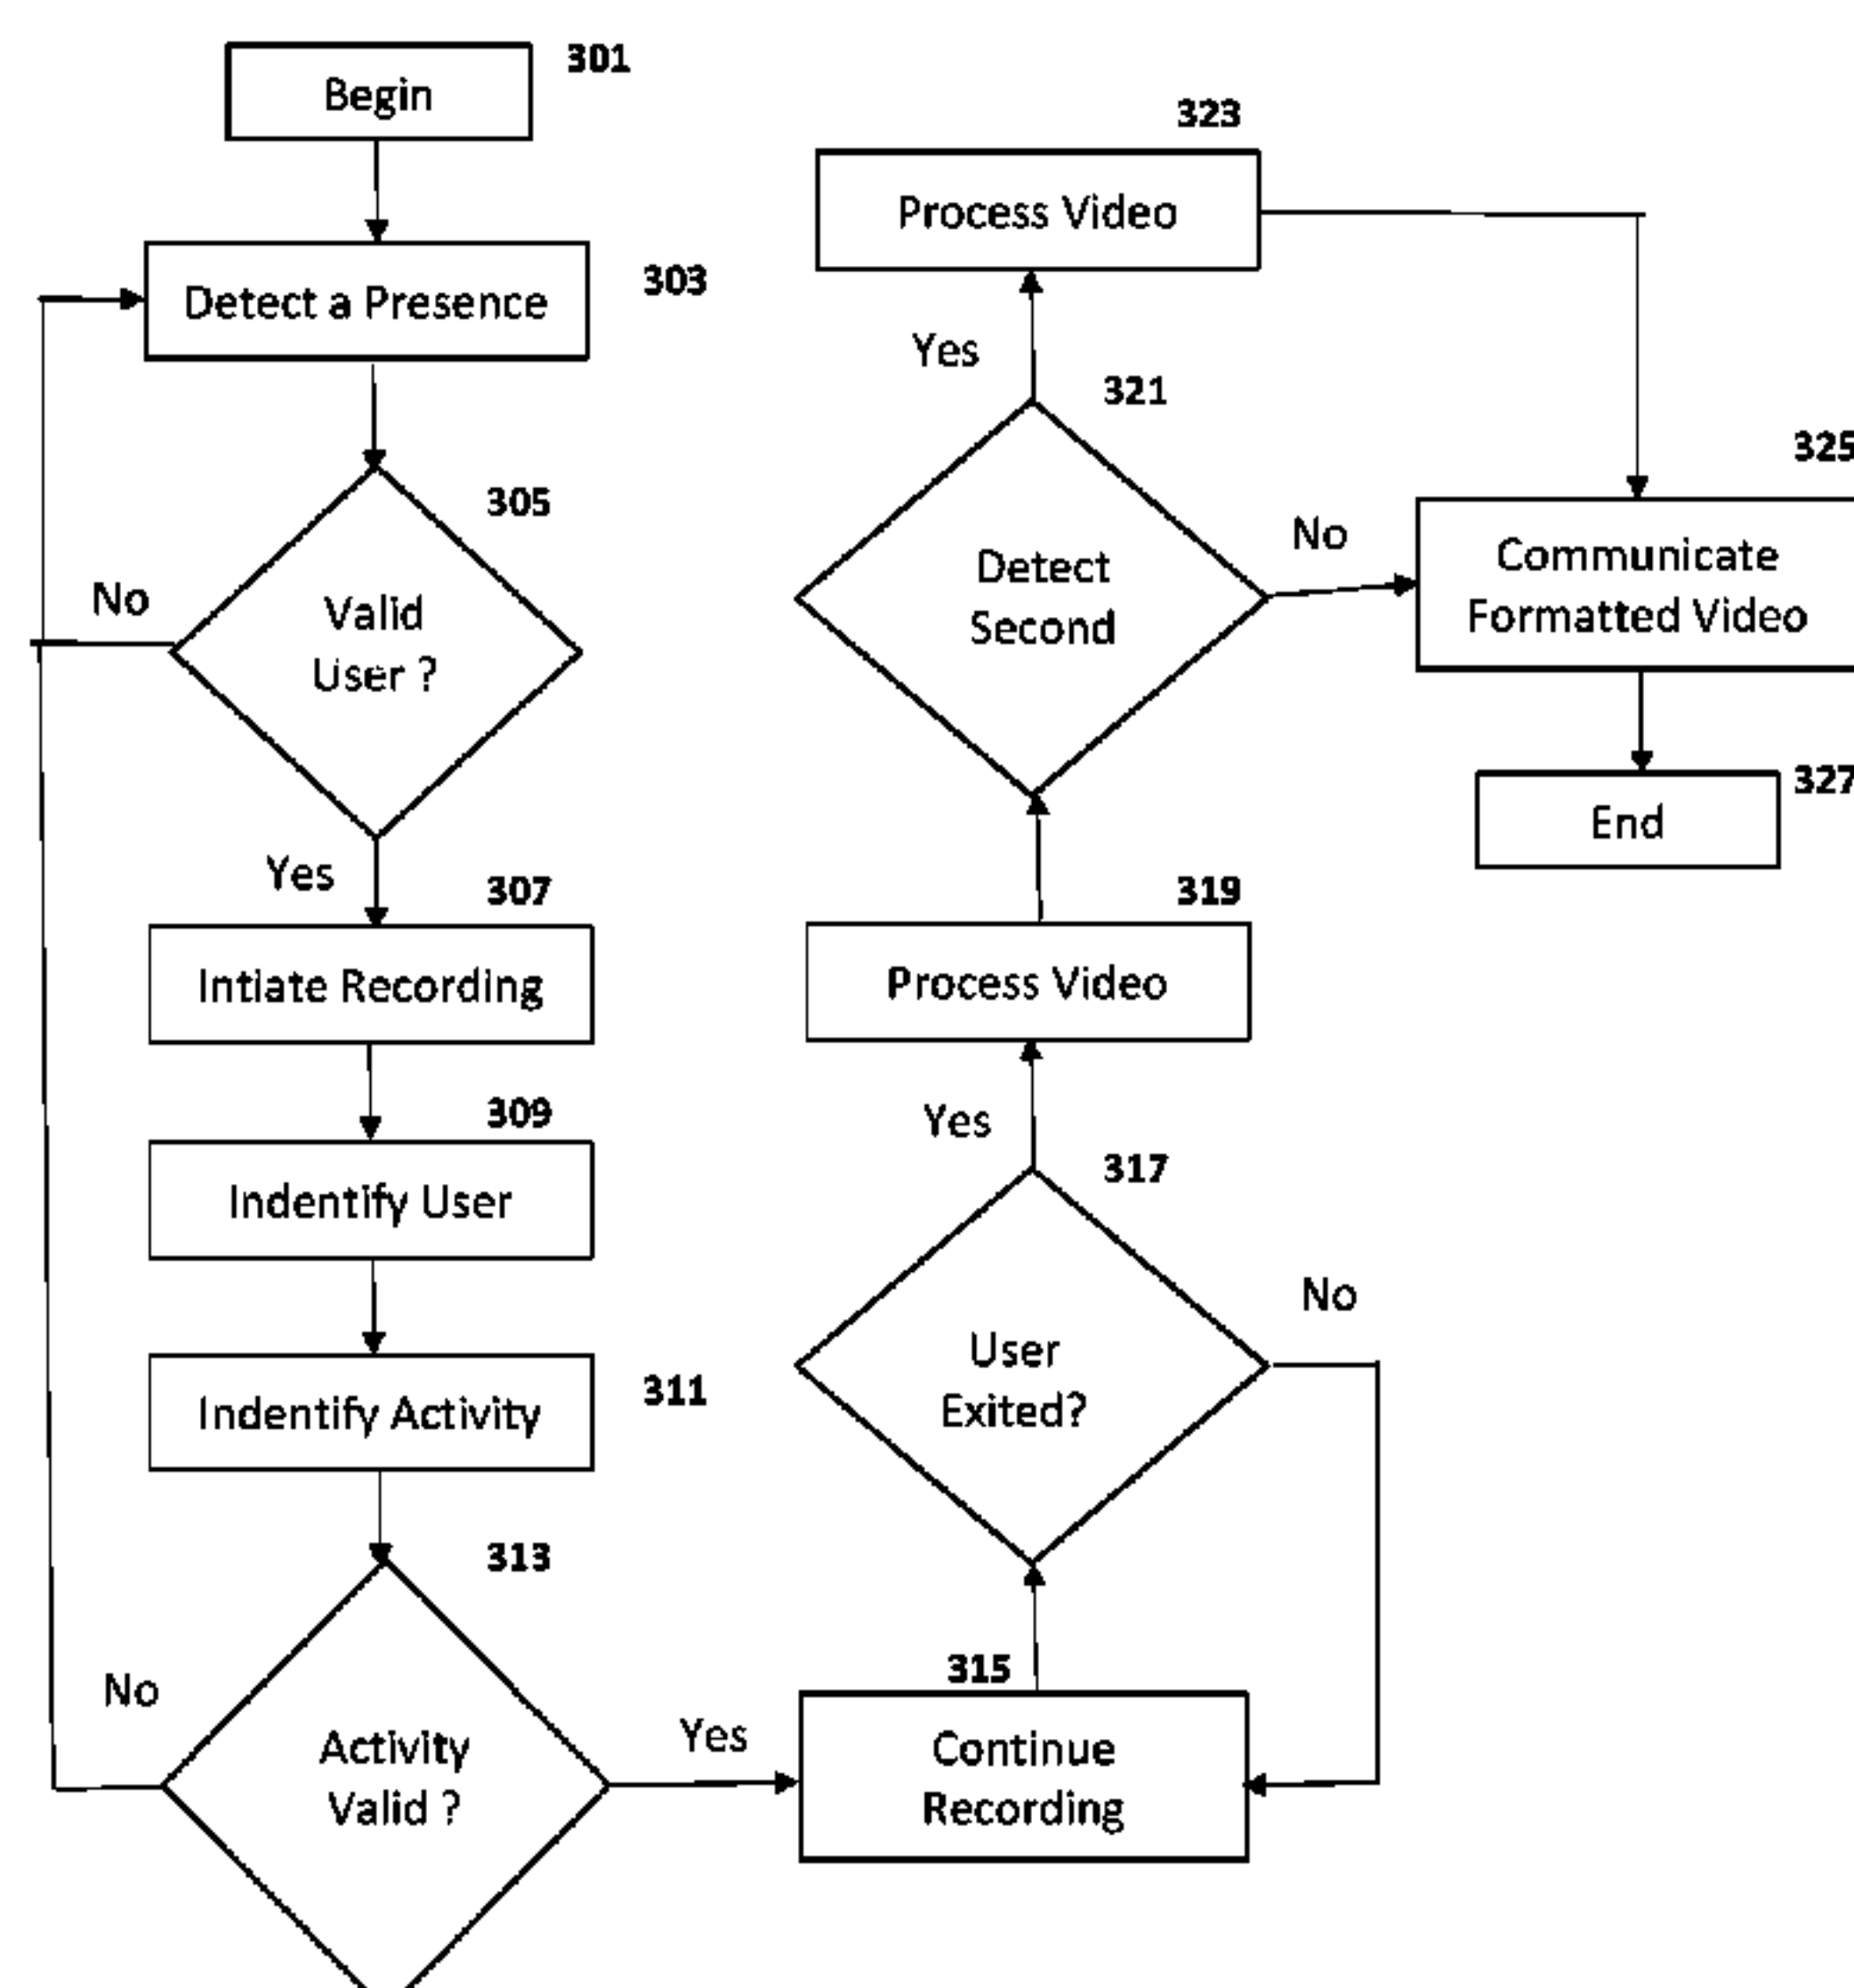 301
Begin
303
Detect a Presence
305
No
Valid
User ?
Yes
307
Intiate Recording
309
Indentify User
311
Indentify Activity
313
No
Activity
Valid ?
Yes
315
Continue
Recording
317
User
Exited?
No
Yes
319
Process Video
321
Detect
Second
No
Yes
323
Process Video
325
Communicate
Formatted Video
327
End